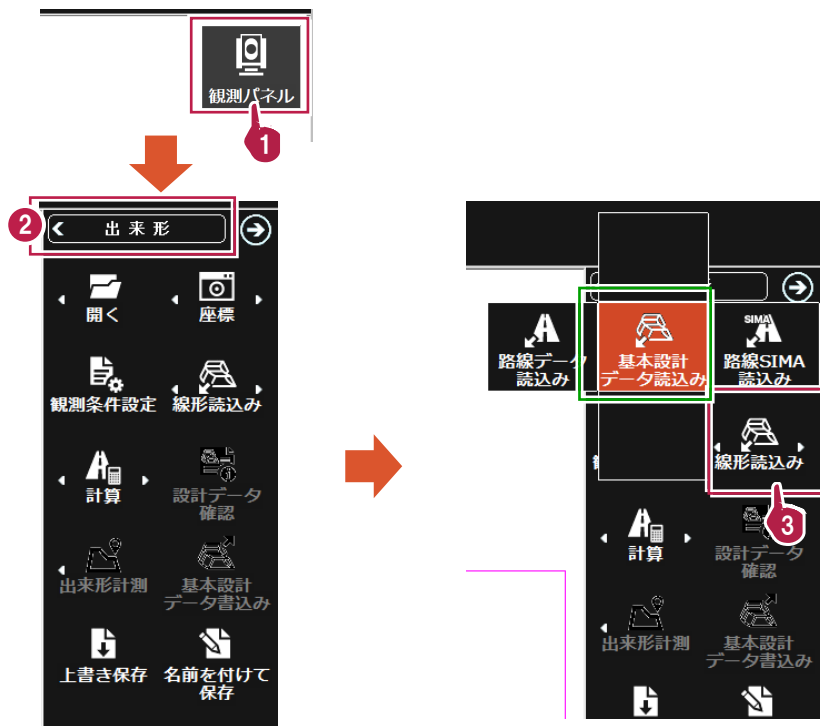 観測パネル
1
2
出来形
開く
座標
観測条件設定
線形読込み
計算
設計データ
確認
出来形計測
基本設計
データ書込み
上書き保存
名前を付けて
保存
路線データ
読込み
基本設計
データ読込み
SIMA
路線SIMA
読込み
線形読込み
3
計算
設計データ
確認
出来形計測
基本設計
データ書込み